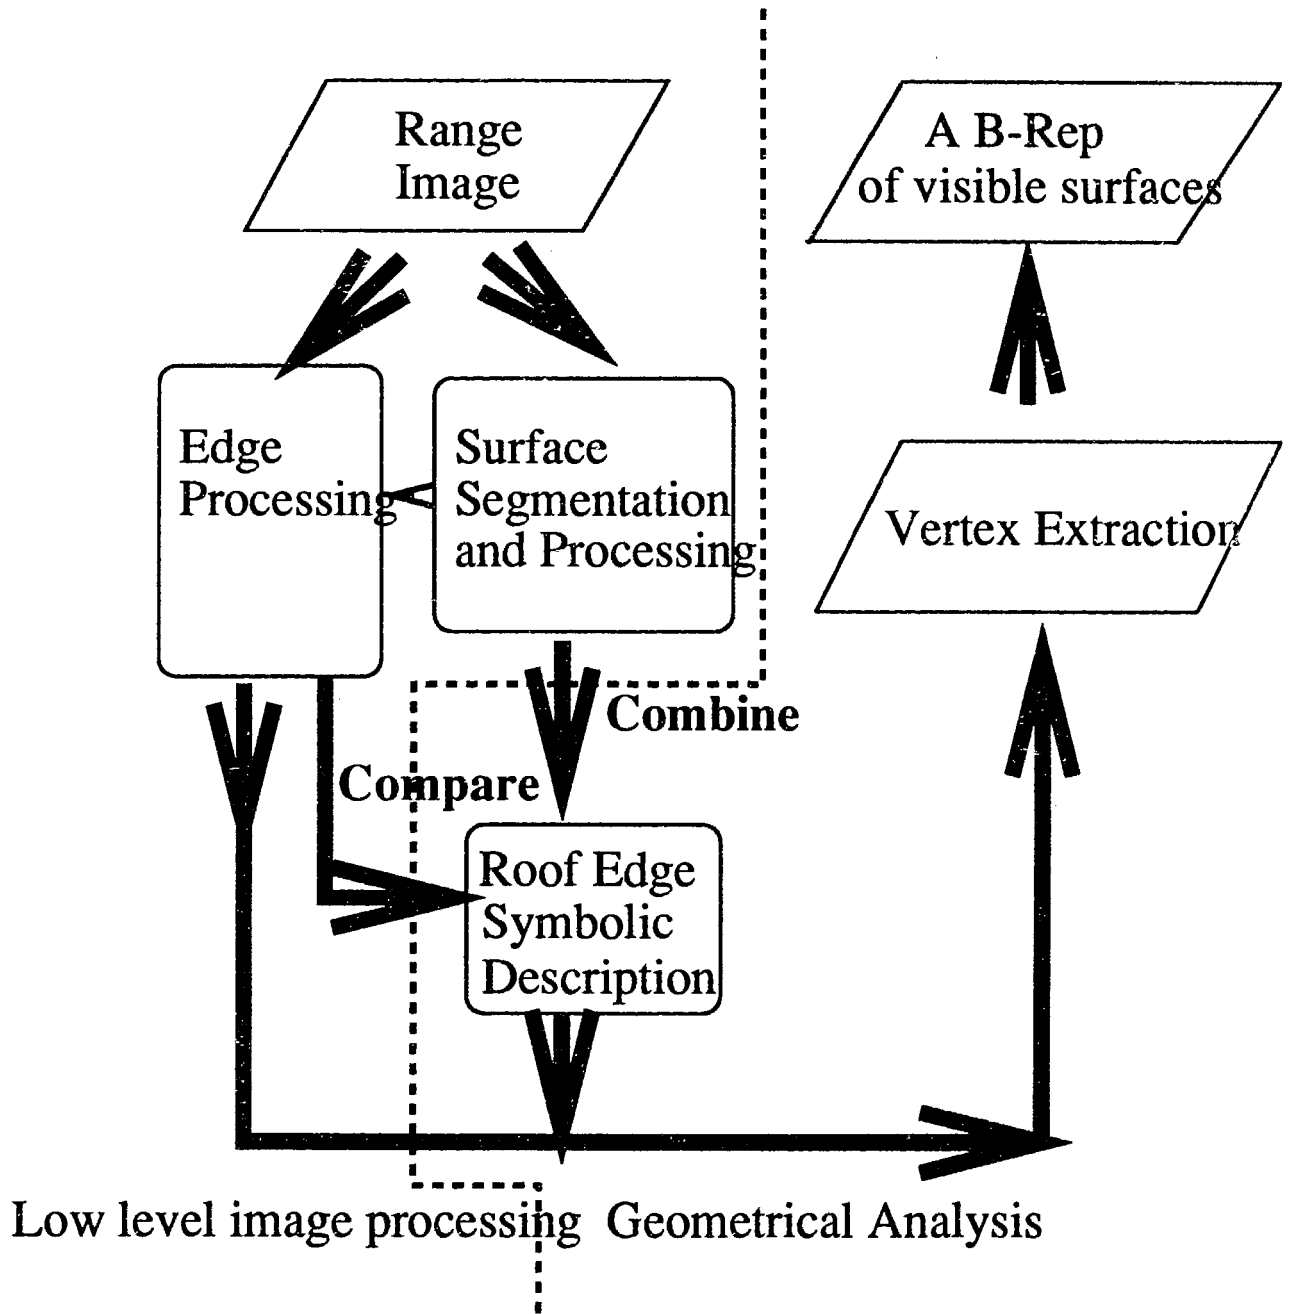 Range
Image
A B-Rep
of visible surfaces
Edge
Processing
Surface
Segmentation
and Processing
Vertex Extraction
Combine
Compare
Roof Edge
Symbolic
Description
Low level image processing
Geometrical Analysis